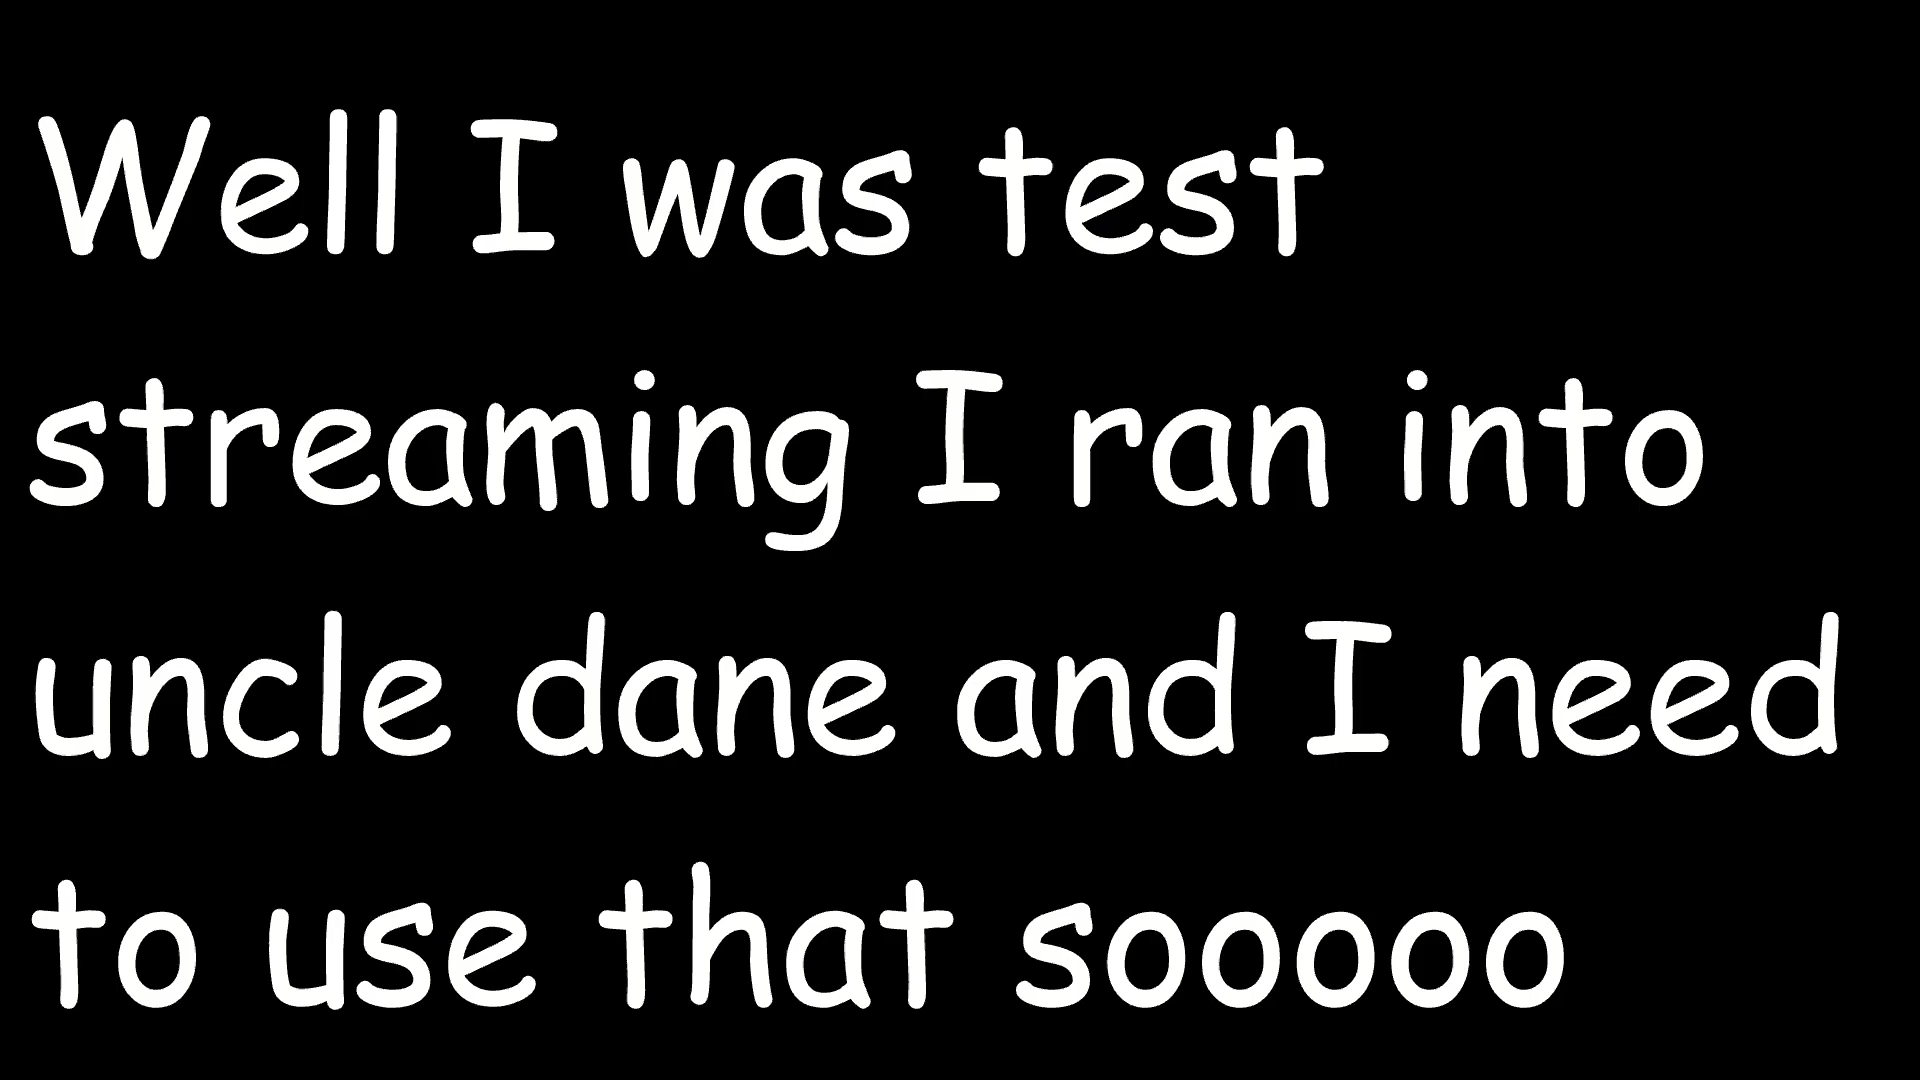 Well I was test
streaming I ran into
uncle dane and I need
to use that sooooo